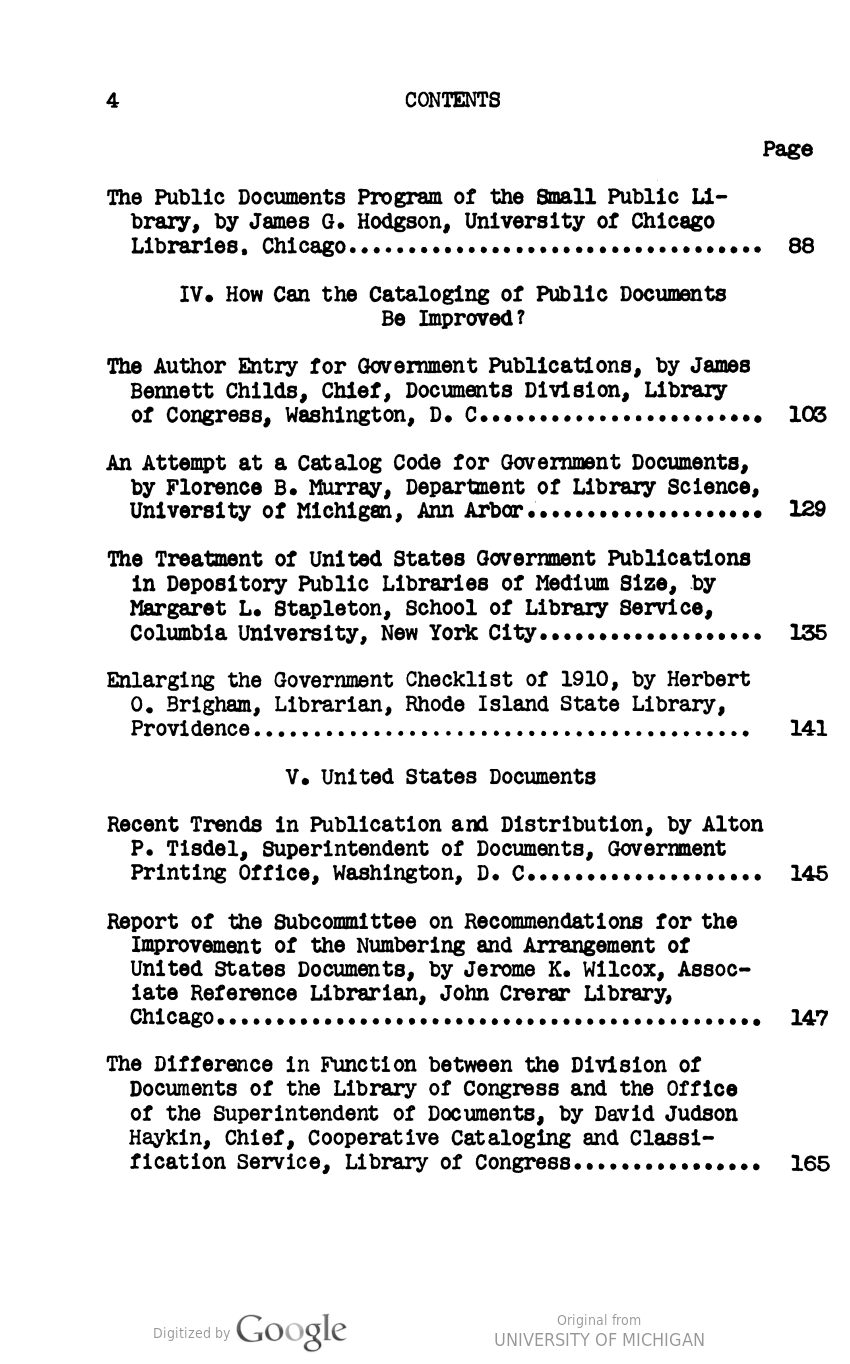 4 CONTENTS
Page
The Public Documents Program of the Small Public Li-
brary, by James G. Hodgson, University of Chicago
Libraries. Chicago................................... 88
IV. How Can the Cataloging of Public Documents
Be Improved?
The Author Entry for Government Publications, by James
Bennett Childs, Chief, Documents Division, Library
of Congress, Washington, D. C........................ 103
An Attempt at a Catalog Code for Government Documents,
by Florence B. Murray, Department of Library Science,
University of Michigan, Ann Arbor.................... 129
The Treatment of United States Government Publications
in Depository Public Libraries of Medium Size, by
Margaret L. Stapleton, School of Library Service,
Columbia University, New York City................... 135
Enlarging the Government Checklist of 1910, by Herbert
O. Brigham, Librarian, Rhode Island State Library,
Providence.......................................... 141
V. United States Documents
Recent Trends in Publication and Distribution, by Alton
P. Tisdel, Superintendent of Documents, Government
Printing Office, Washington, D. C.................... 145
Report of the Subcommittee on Recommendations for the
Improvement of the Numbering and Arrangement of
United States Documents, by Jerome K. Wilcox, Assoc-
iate Reference Librarian, John Crerar Library,
Chicago.............................................. 147
The Difference in Function between the Division of
Documents of the Library of Congress and the Office
of the Superintendent of Documents, by David Judson
Haykin, Chief, Cooperative Cataloging and Classi-
fication Service, Library of Congress................ 165
Digitized by Google
Original from
UNIVERSITY OF MICHIGAN